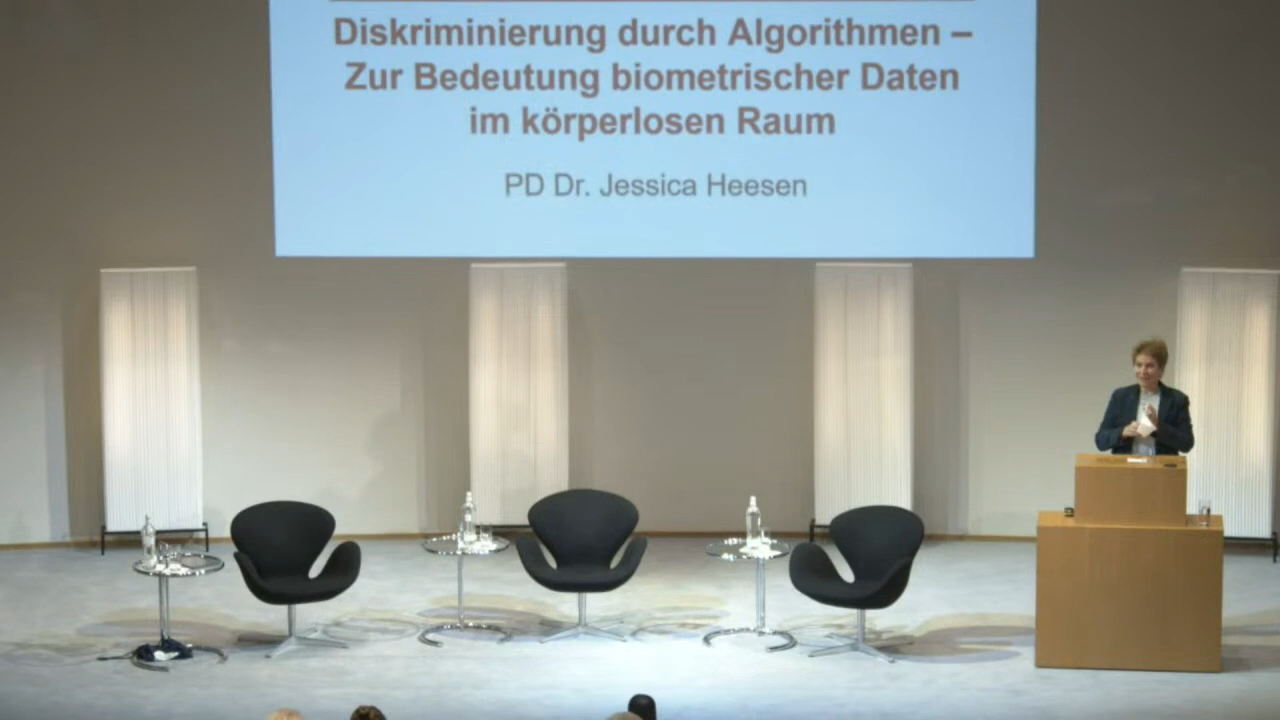 Diskriminierung durch Algorithmen –
Zur Bedeutung biometrischer Daten
im körperlosen Raum
PD Dr. Jessica Heesen